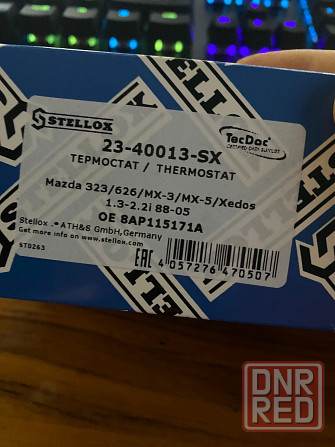 STELLOX
TecDoc
CERTIFIED DATA SUPPLIER
23-40013-SX
ТЕРМОСТАТ / THERMOSTAT
Mazda 323/626/MX-3/MX-5/Xedos
1.3-2.2i 88-05
OE 8AP115171A
Stellox - ATH&S GmbH,Germany
Get more info on www.stellox.com
ST0263
EAC
4 057276 470507
DNR
RED